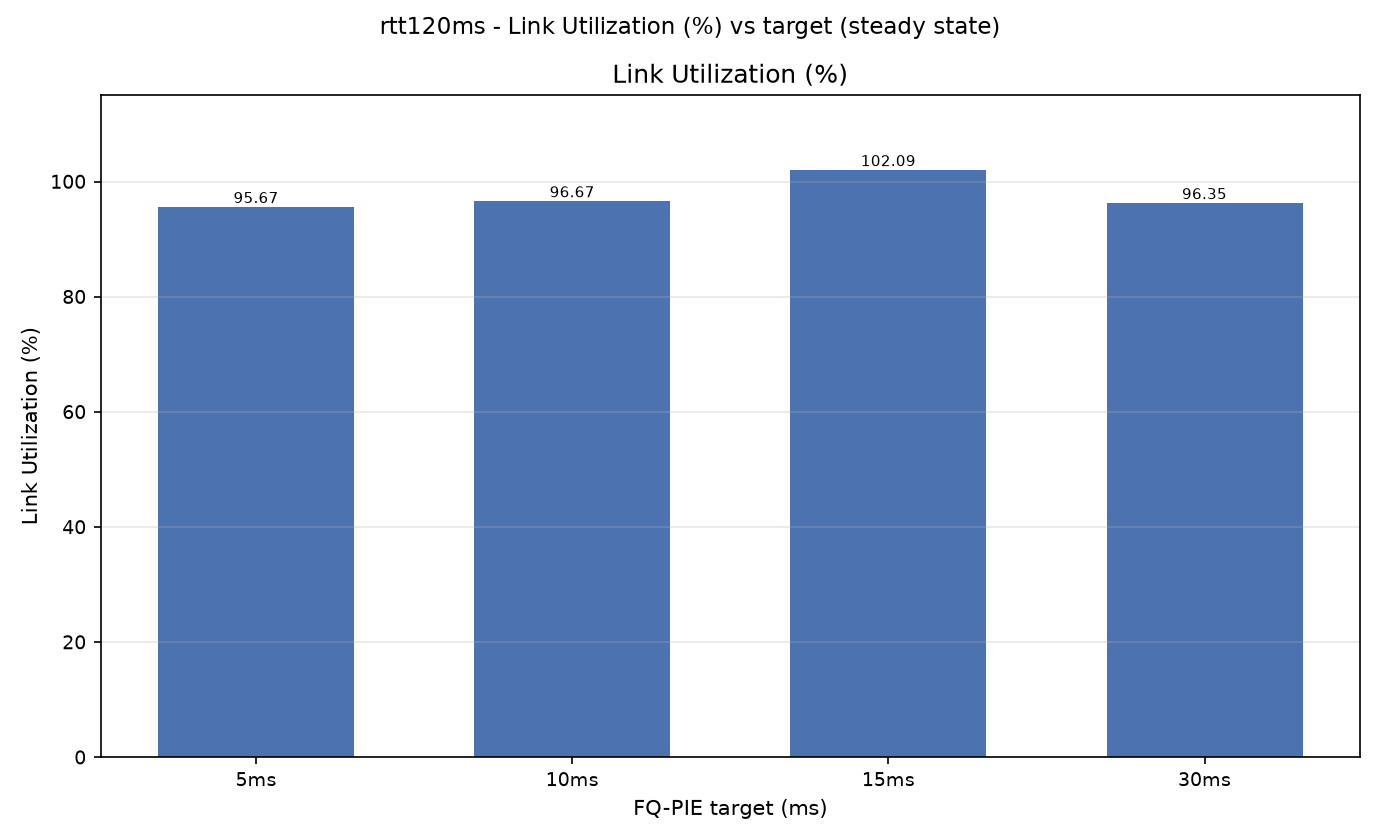 rtt120ms - Link Utilization (%) vs target (steady state)
Link Utilization (%)
Link Utilization (%)
100
80
60
40
20
0
95.67
96.67
102.09
96.35
5ms
10ms
15ms
30ms
FQ-PIE target (ms)